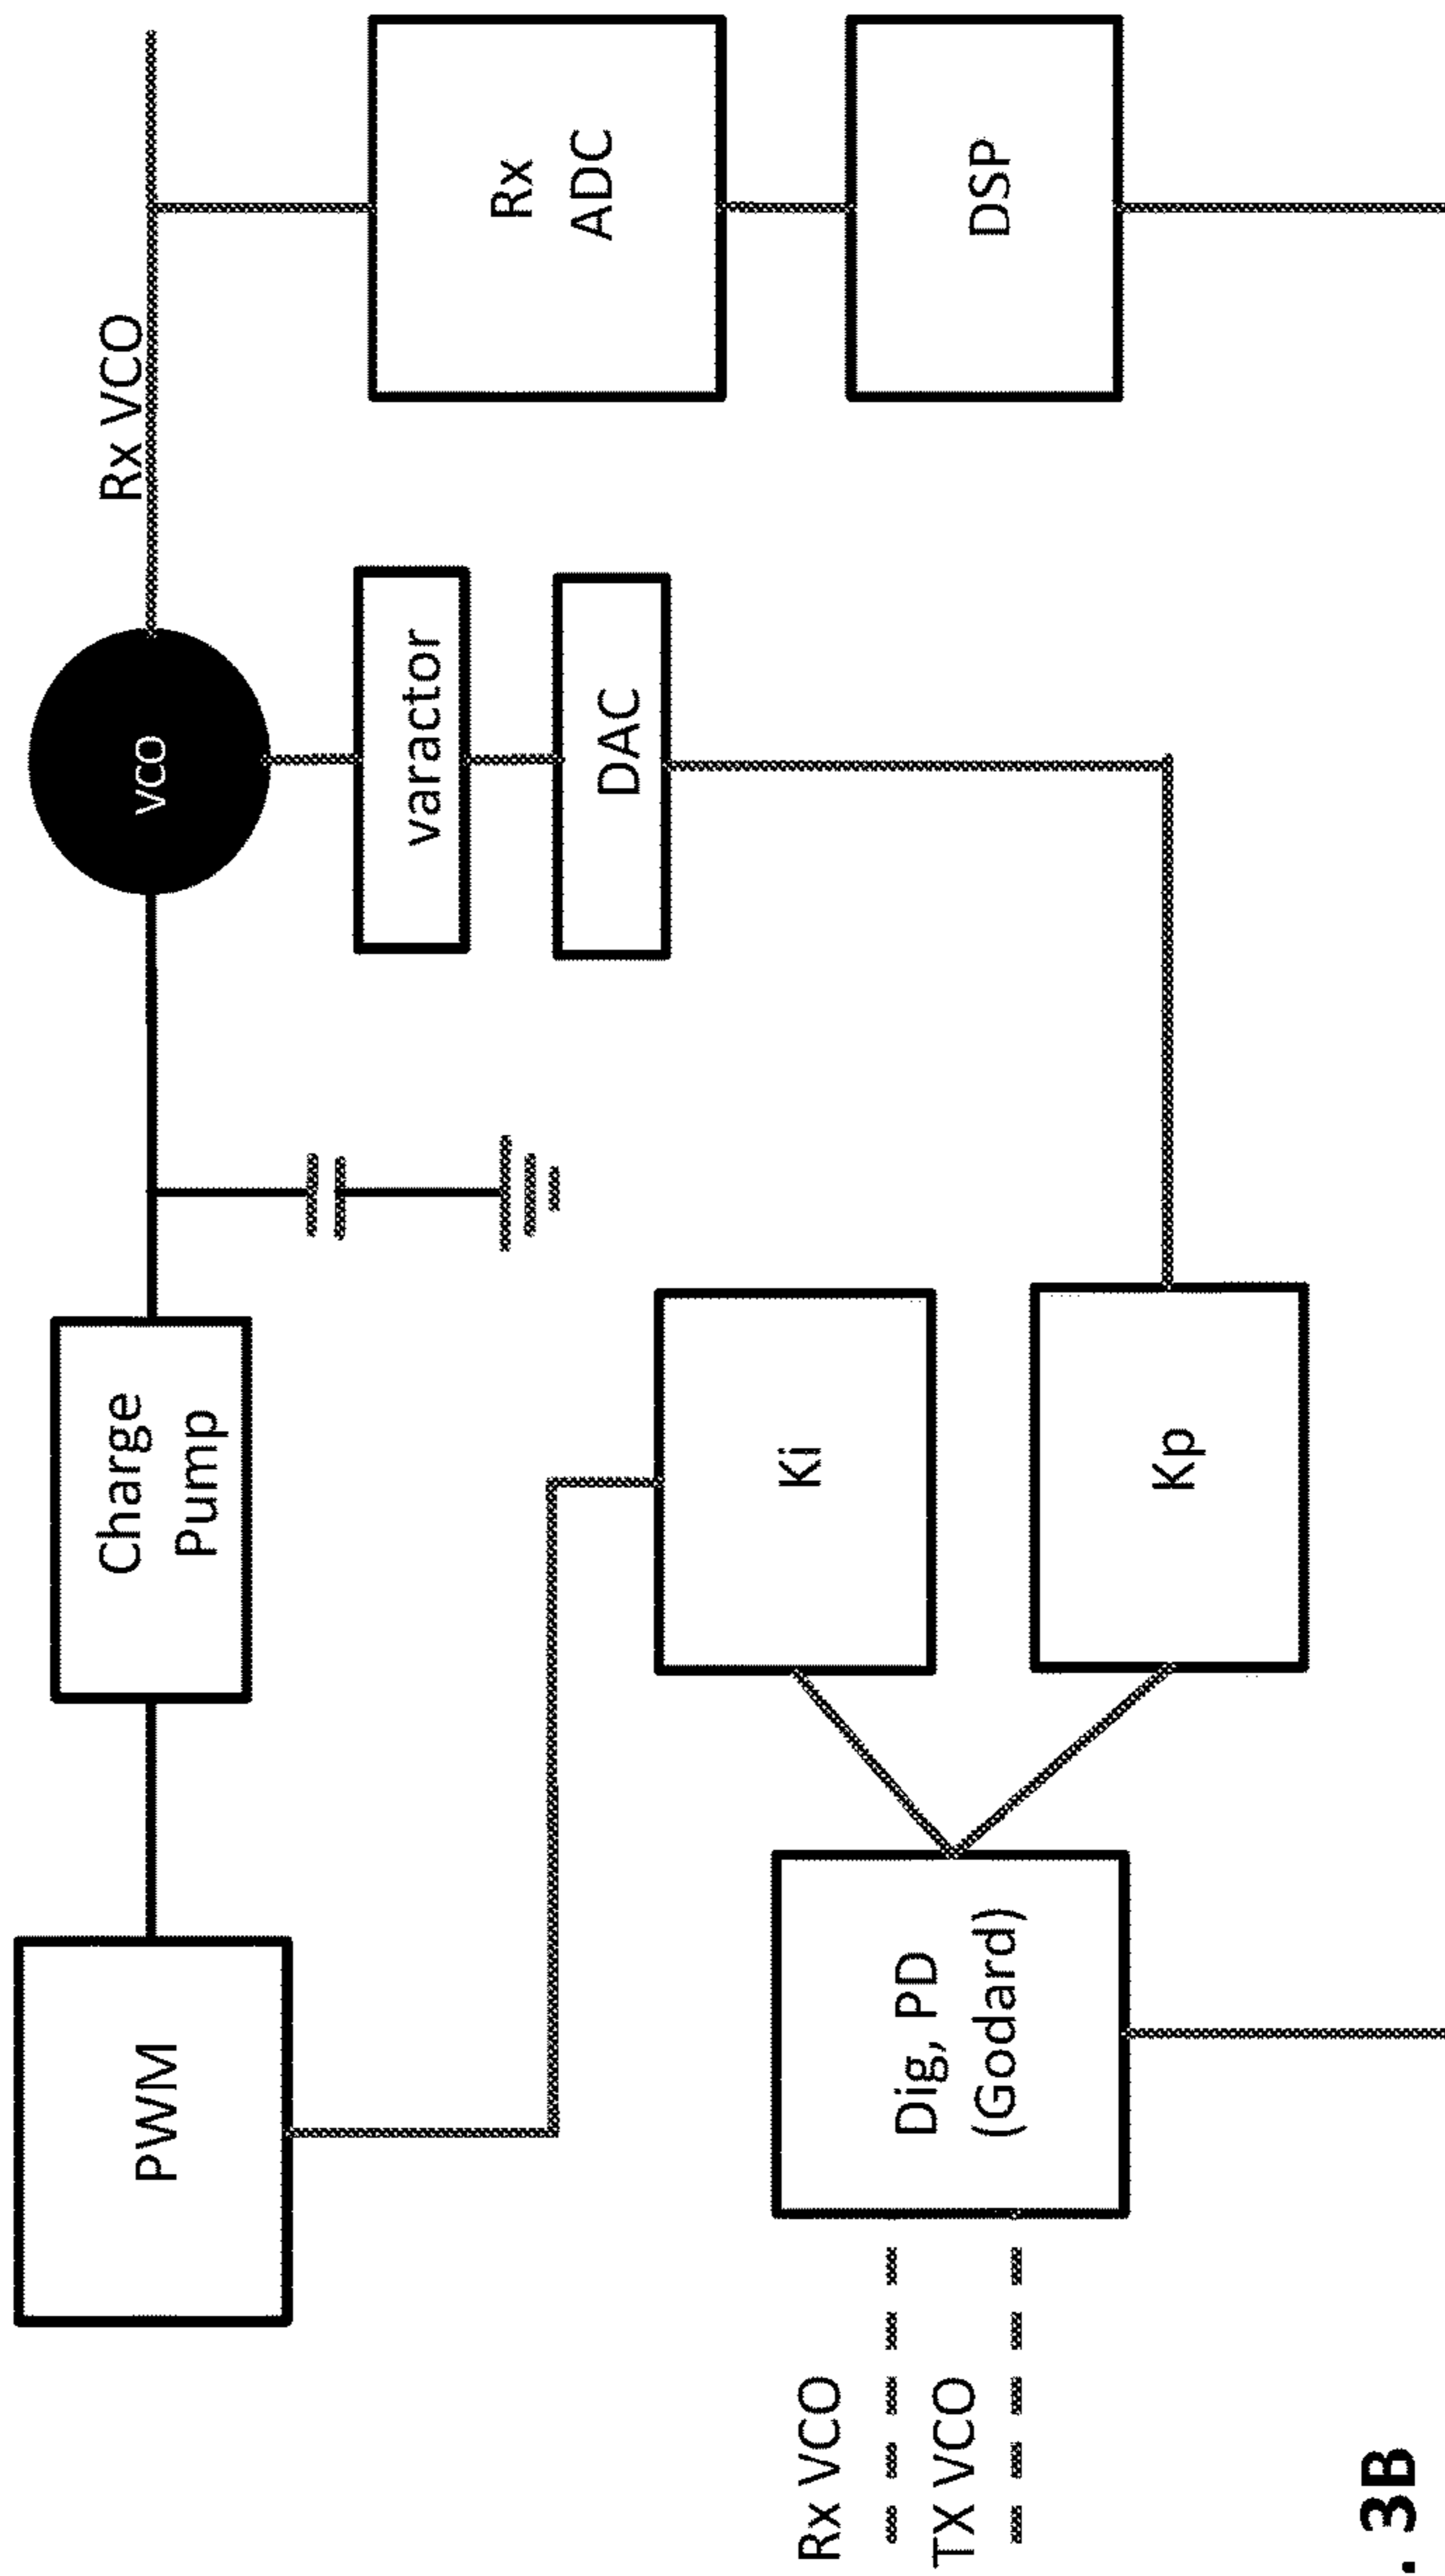 PWM
Charge
Pump
VCO
Rx VCO
varactor
DAC
Rx
ADC
DSP
Ki
Kp
Dig, PD
(Godard)
Rx VCO
TX VCO
. 3B